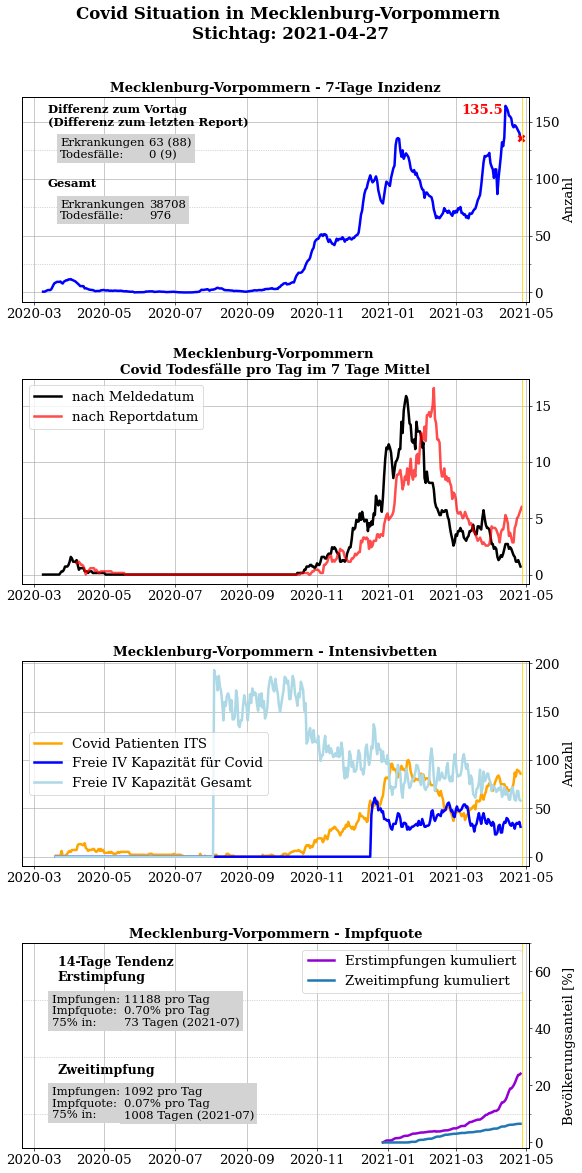 Covid Situation in Mecklenburg-Vorpommern
Stichtag: 2021-04-27
Mecklenburg-Vorpommern - 7-Tage Inzidenz
Differenz zum Vortag
(Differenz zum letzten Report)
Erkrankungen 63 (88)
Todesfälle: 0 (9)
Gesamt
Erkrankungen 38708
Todesfälle: 976
135.5
150
100
50
0
Anzahl
2020-03 2020-05 2020-07 2020-09 2020-11 2021-01 2021-03 2021-05
Mecklenburg-Vorpommern
Covid Todesfälle pro Tag im 7 Tage Mittel
nach Meldedatum
nach Reportdatum
15
10
5
0
2020-03 2020-05 2020-07 2020-09 2020-11 2021-01 2021-03 2021-05
Mecklenburg-Vorpommern - Intensivbetten
Covid Patienten ITS
Freie IV Kapazität für Covid
Freie IV Kapazität Gesamt
200
150
100
50
0
Anzahl
2020-03 2020-05 2020-07 2020-09 2020-11 2021-01 2021-03 2021-05
Mecklenburg-Vorpommern - Impfquote
14-Tage Tendenz
Erstimpfung
Impfungen: 11188 pro Tag
Impfquote: 0.70% pro Tag
75% in: 73 Tagen (2021-07)
Zweitimpfung
Impfungen: 1092 pro Tag
Impfquote: 0.07% pro Tag
75% in: 1008 Tagen (2021-07)
Erstimpfungen kumuliert
Zweitimpfung kumuliert
60
40
20
0
Bevölkerungsanteil [%]
2020-03 2020-05 2020-07 2020-09 2020-11 2021-01 2021-03 2021-05